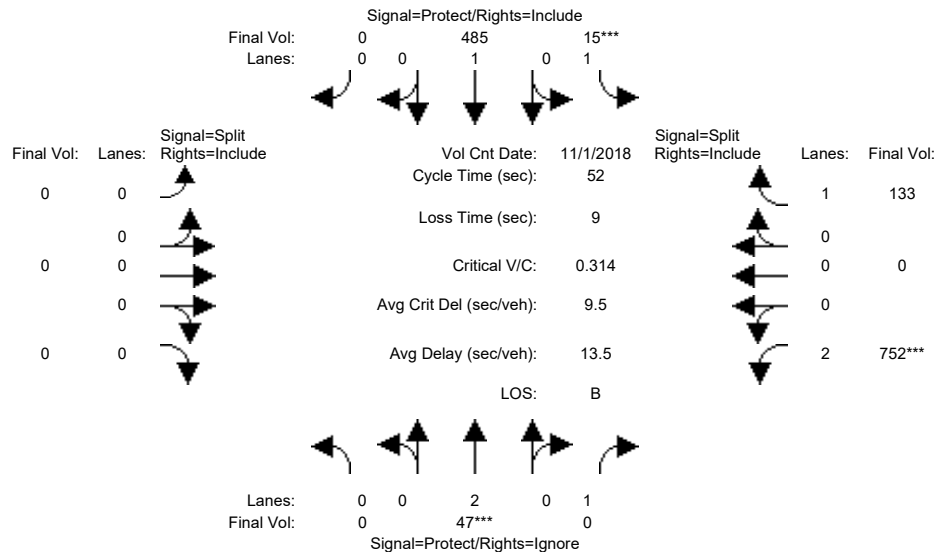 Signal=Protect/Rights=Include
Final Vol: 0 485 15***
Lanes: 0 0 1 0 1
Signal=Split
Final Vol: Lanes: Rights=Include
Vol Cnt Date: 11/1/2018
Signal=Split
Rights=Include Lanes: Final Vol:
Cycle Time (sec): 52
0 0
1 133
Loss Time (sec): 9
0
0
0 0
Critical V/C: 0.314
0 0
0
Avg Crit Del (sec/veh): 9.5
0
0 0
Avg Delay (sec/veh): 13.5
2 752***
LOS: B
Lanes: 0 0 2 0 1
Final Vol: 0 47*** 0
Signal=Protect/Rights=Ignore